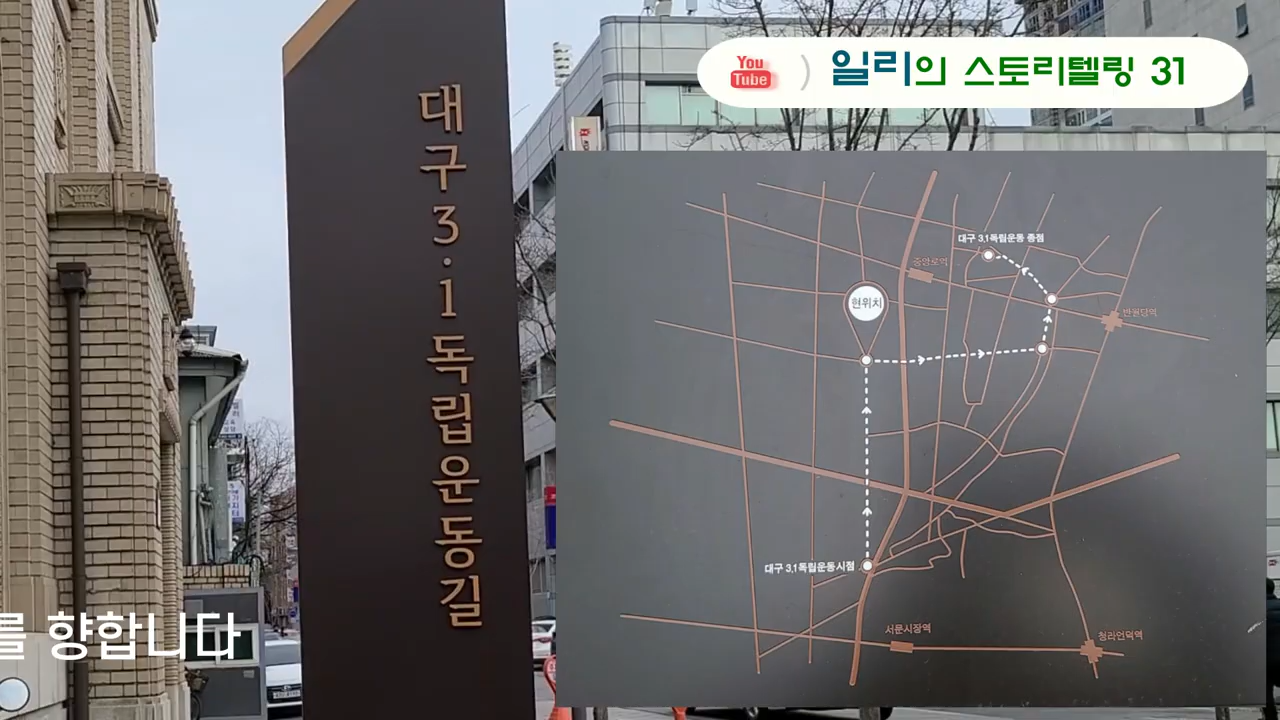 You
Tube
일리의 스토리텔링 31
대구 3·1 독립운동길
대구 3.1독립운동 종점
중앙로역
현위치
반월당역
대구 3.1독립운동시점
서문시장역
청라언덕역
를 향합니다